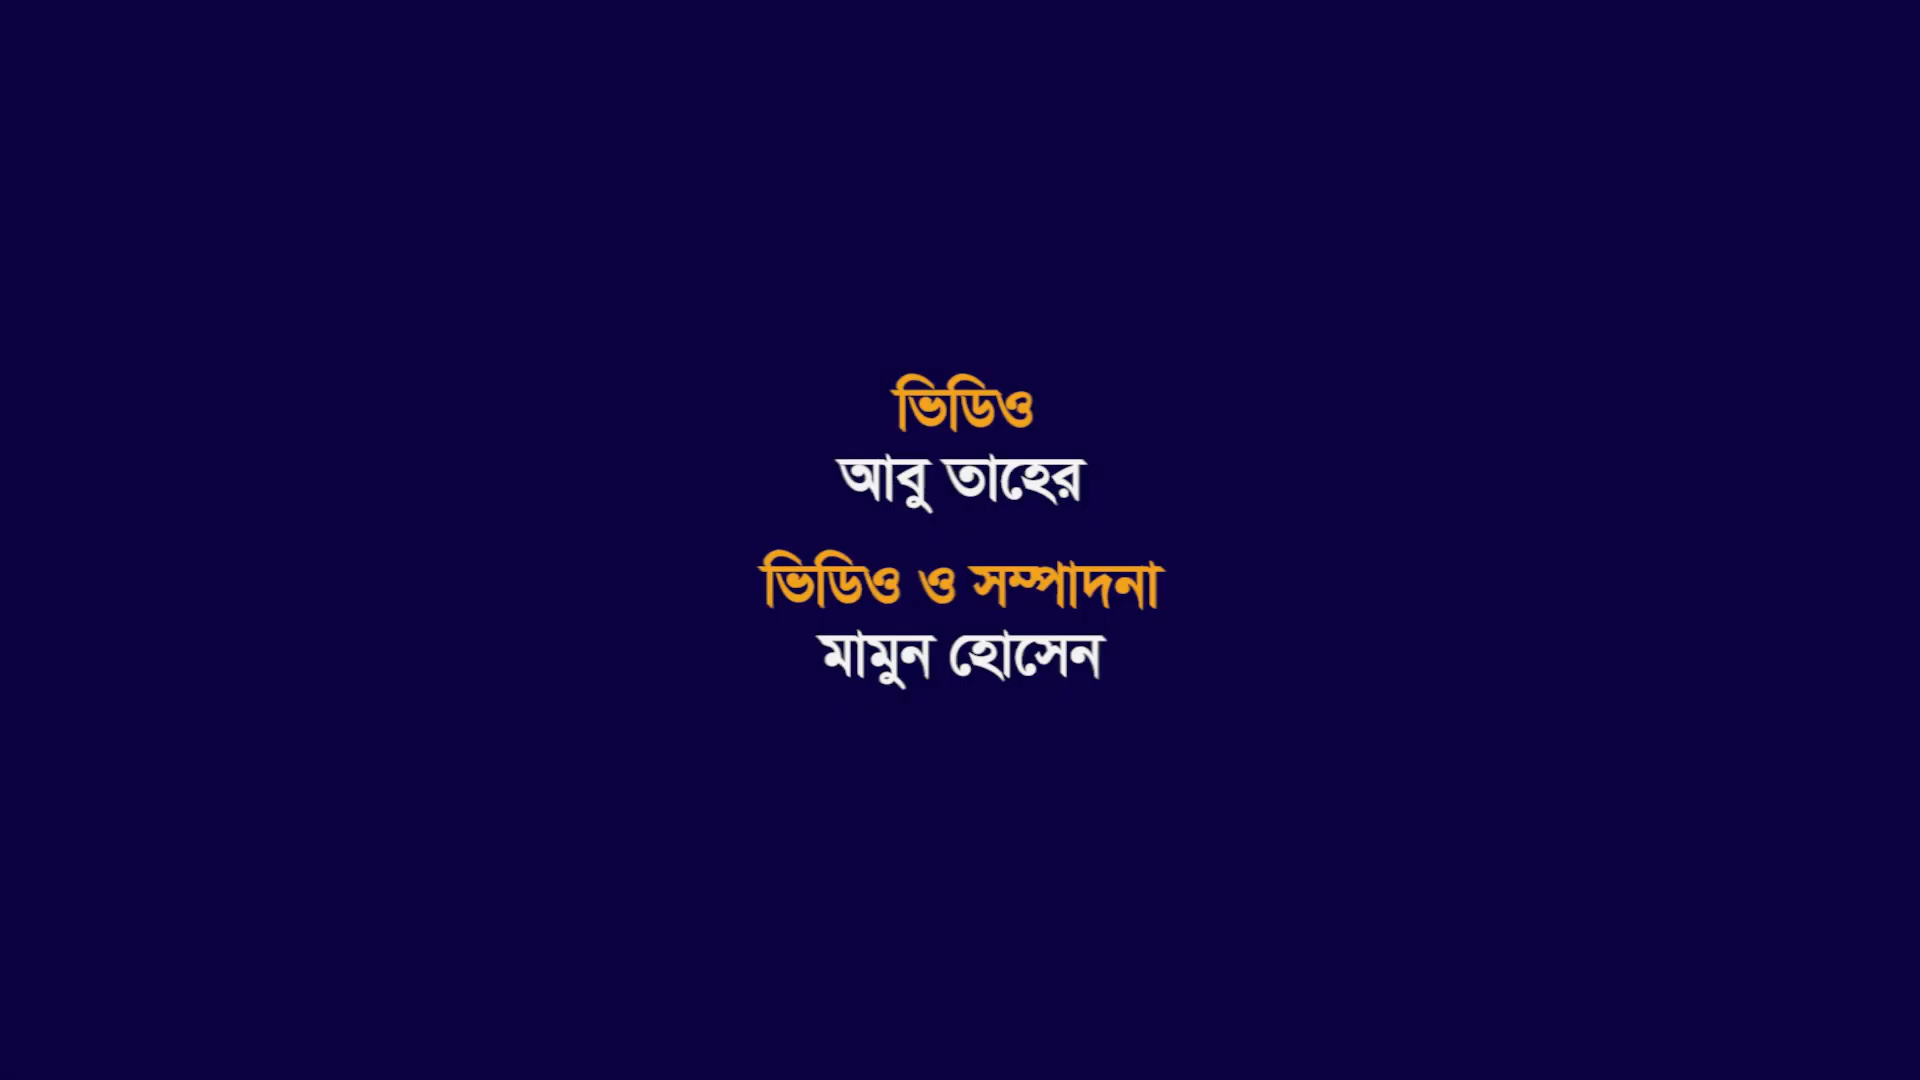 ভিডিও
আবু তাহের
ভিডিও ও সম্পাদনা
মামুন হোসেন